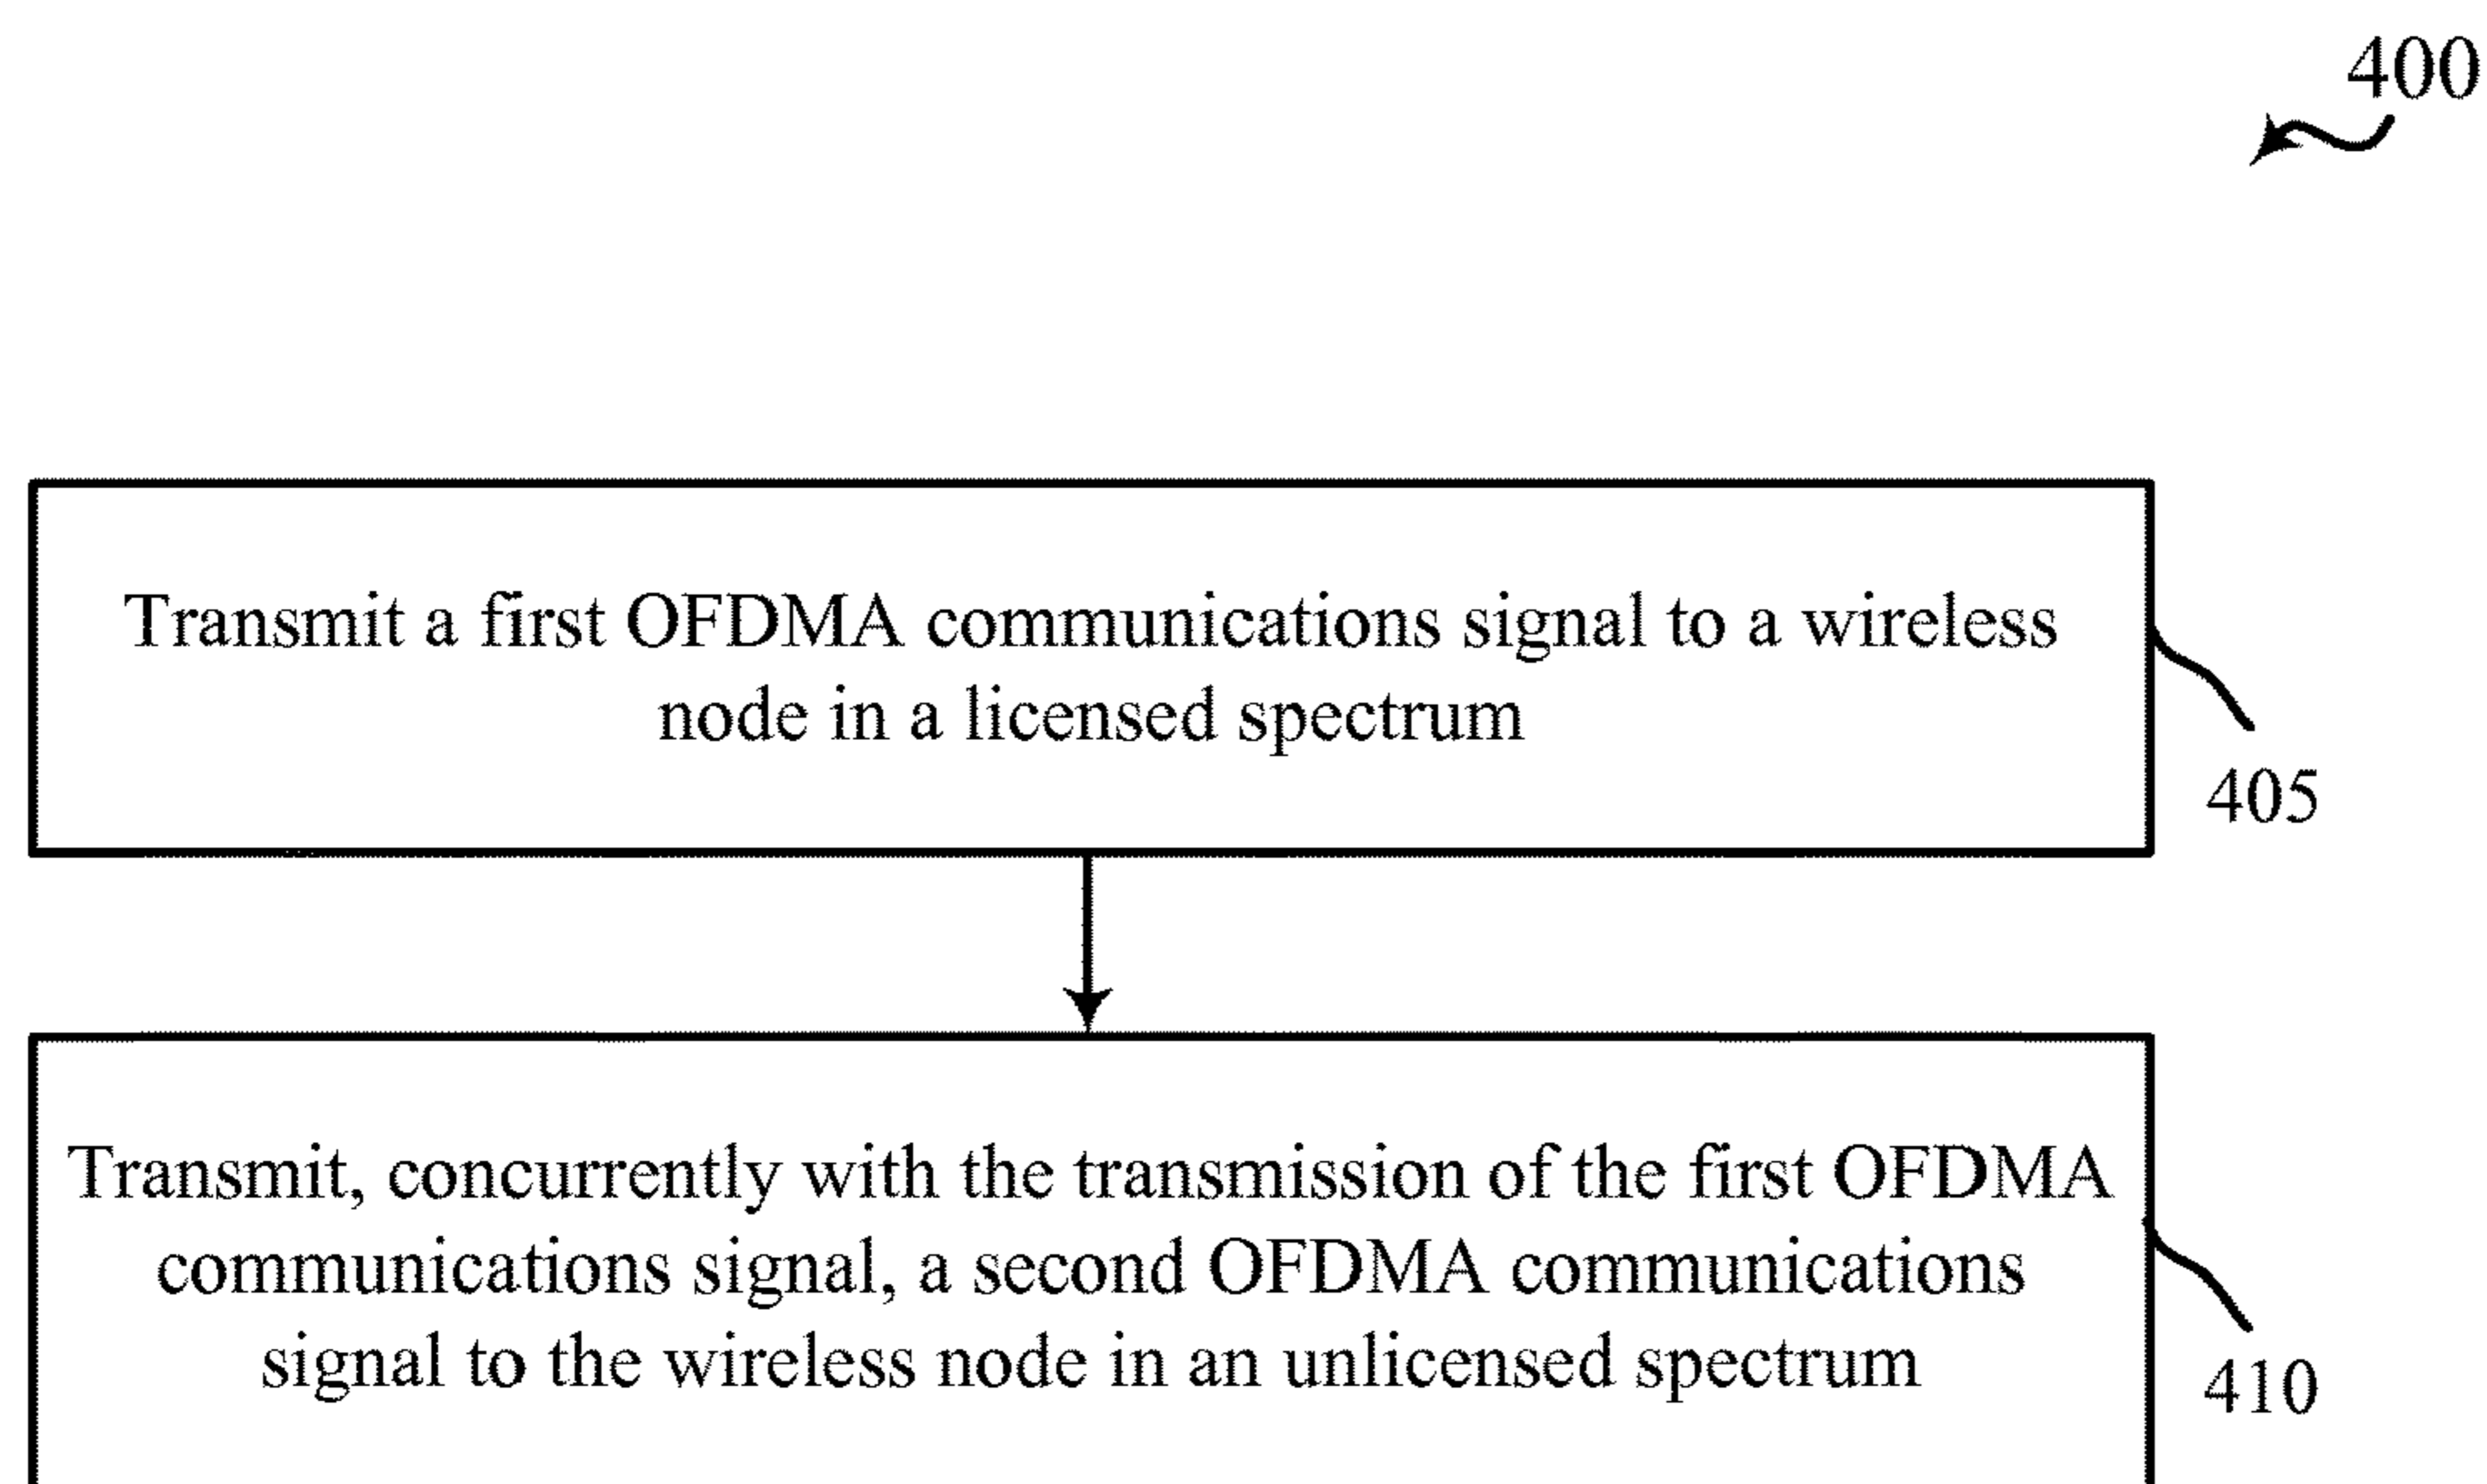 400
Transmit a first OFDMA communications signal to a wireless
node in a licensed spectrum
405
Transmit, concurrently with the transmission of the first OFDMA
communications signal, a second OFDMA communications
signal to the wireless node in an unlicensed spectrum
410